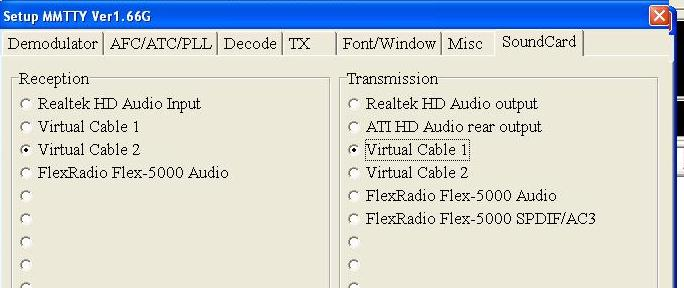 Setup MMTTY Ver1.66G
Demodulator AFC/ATC/PLL Decode TX Font/Window Misc SoundCard
Reception
Realtek HD Audio Input
Virtual Cable 1
Virtual Cable 2
FlexRadio Flex-5000 Audio
Transmission
Realtek HD Audio output
ATI HD Audio rear output
Virtual Cable 1
Virtual Cable 2
FlexRadio Flex-5000 Audio
FlexRadio Flex-5000 SPDIF/AC3